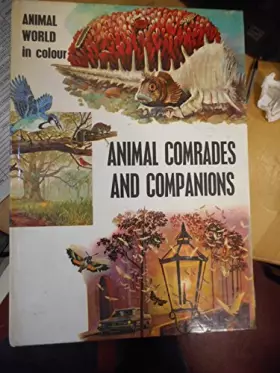 ANIMAL
WORLD
in colour
ANIMAL COMRADES
AND COMPANIONS